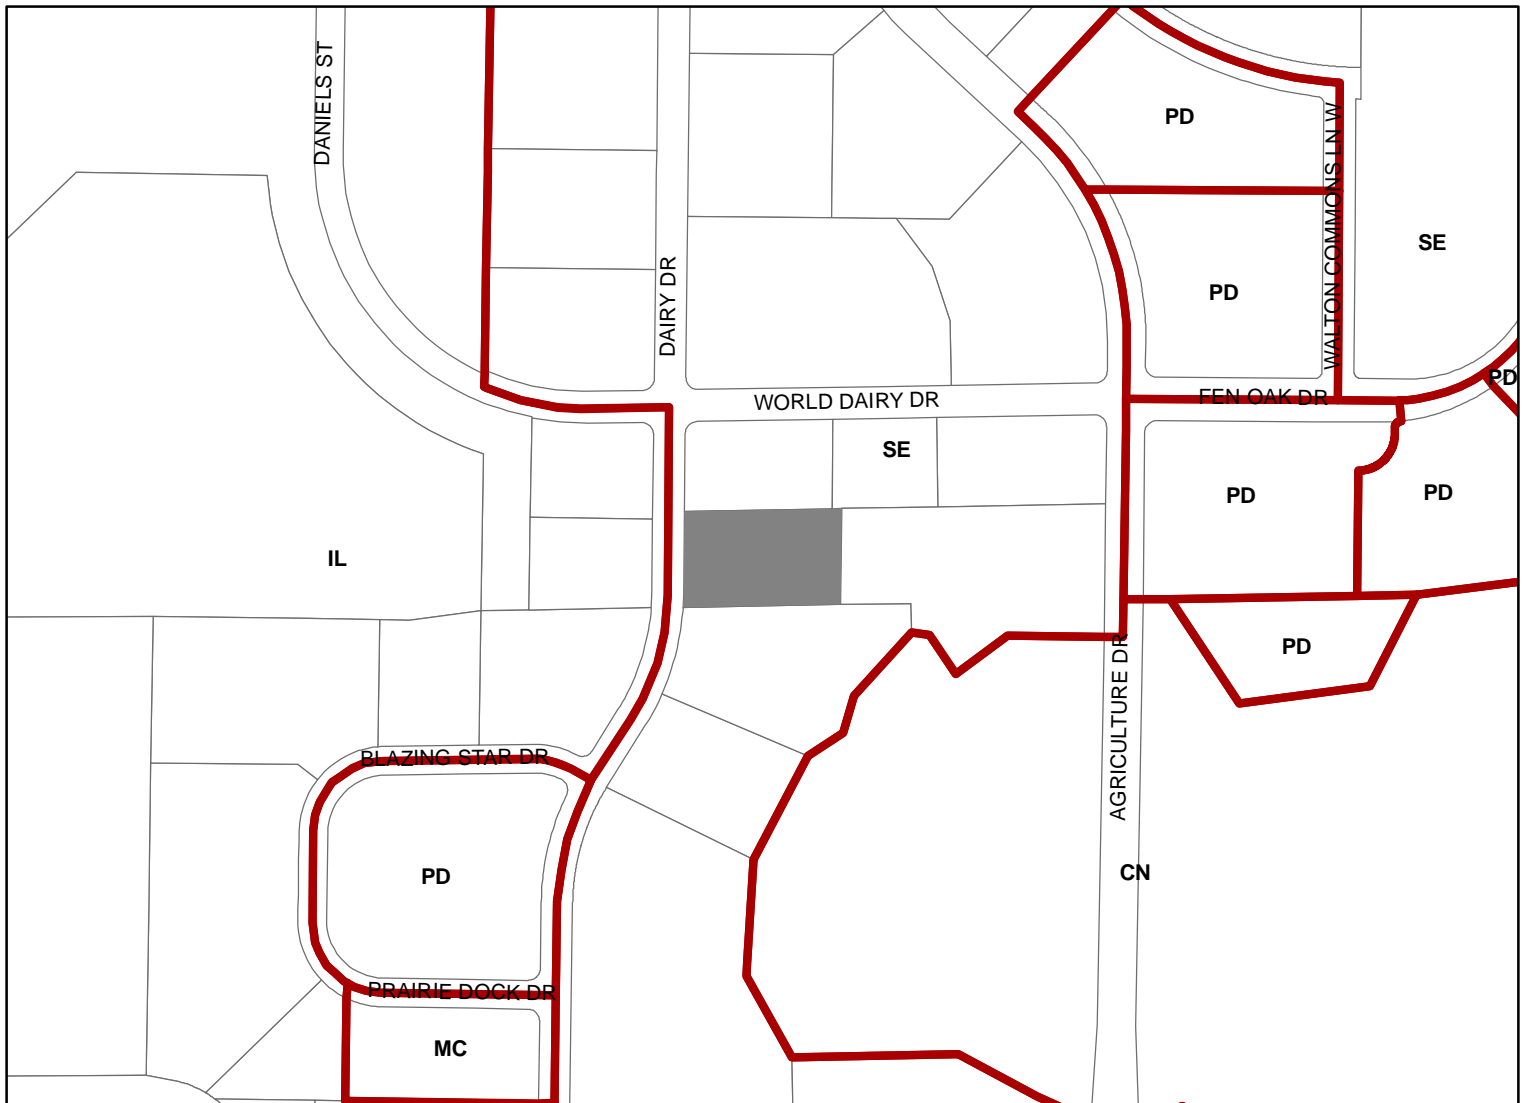 DANIELS ST
PD
WALTON COMMONS LN W
SE
DAIRY DR
PD
PD
WORLD DAIRY DR
FEN OAK DR
SE
PD
PD
IL
PD
AGRICULTURE DR
BLAZING STAR DR
PD
CN
PRAIRIE DOCK DR
MC